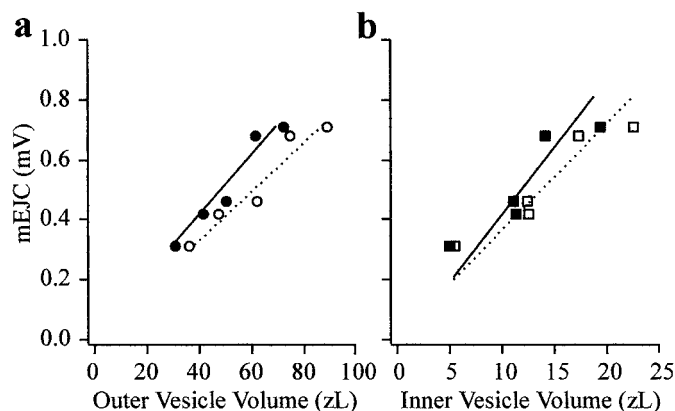 a
b
mEJC (mV)
1.0
0.8
0.6
0.4
0.2
0.0
0 20 40 60 80 100
0 5 10 15 20 25
Outer Vesicle Volume (zL)
Inner Vesicle Volume (zL)